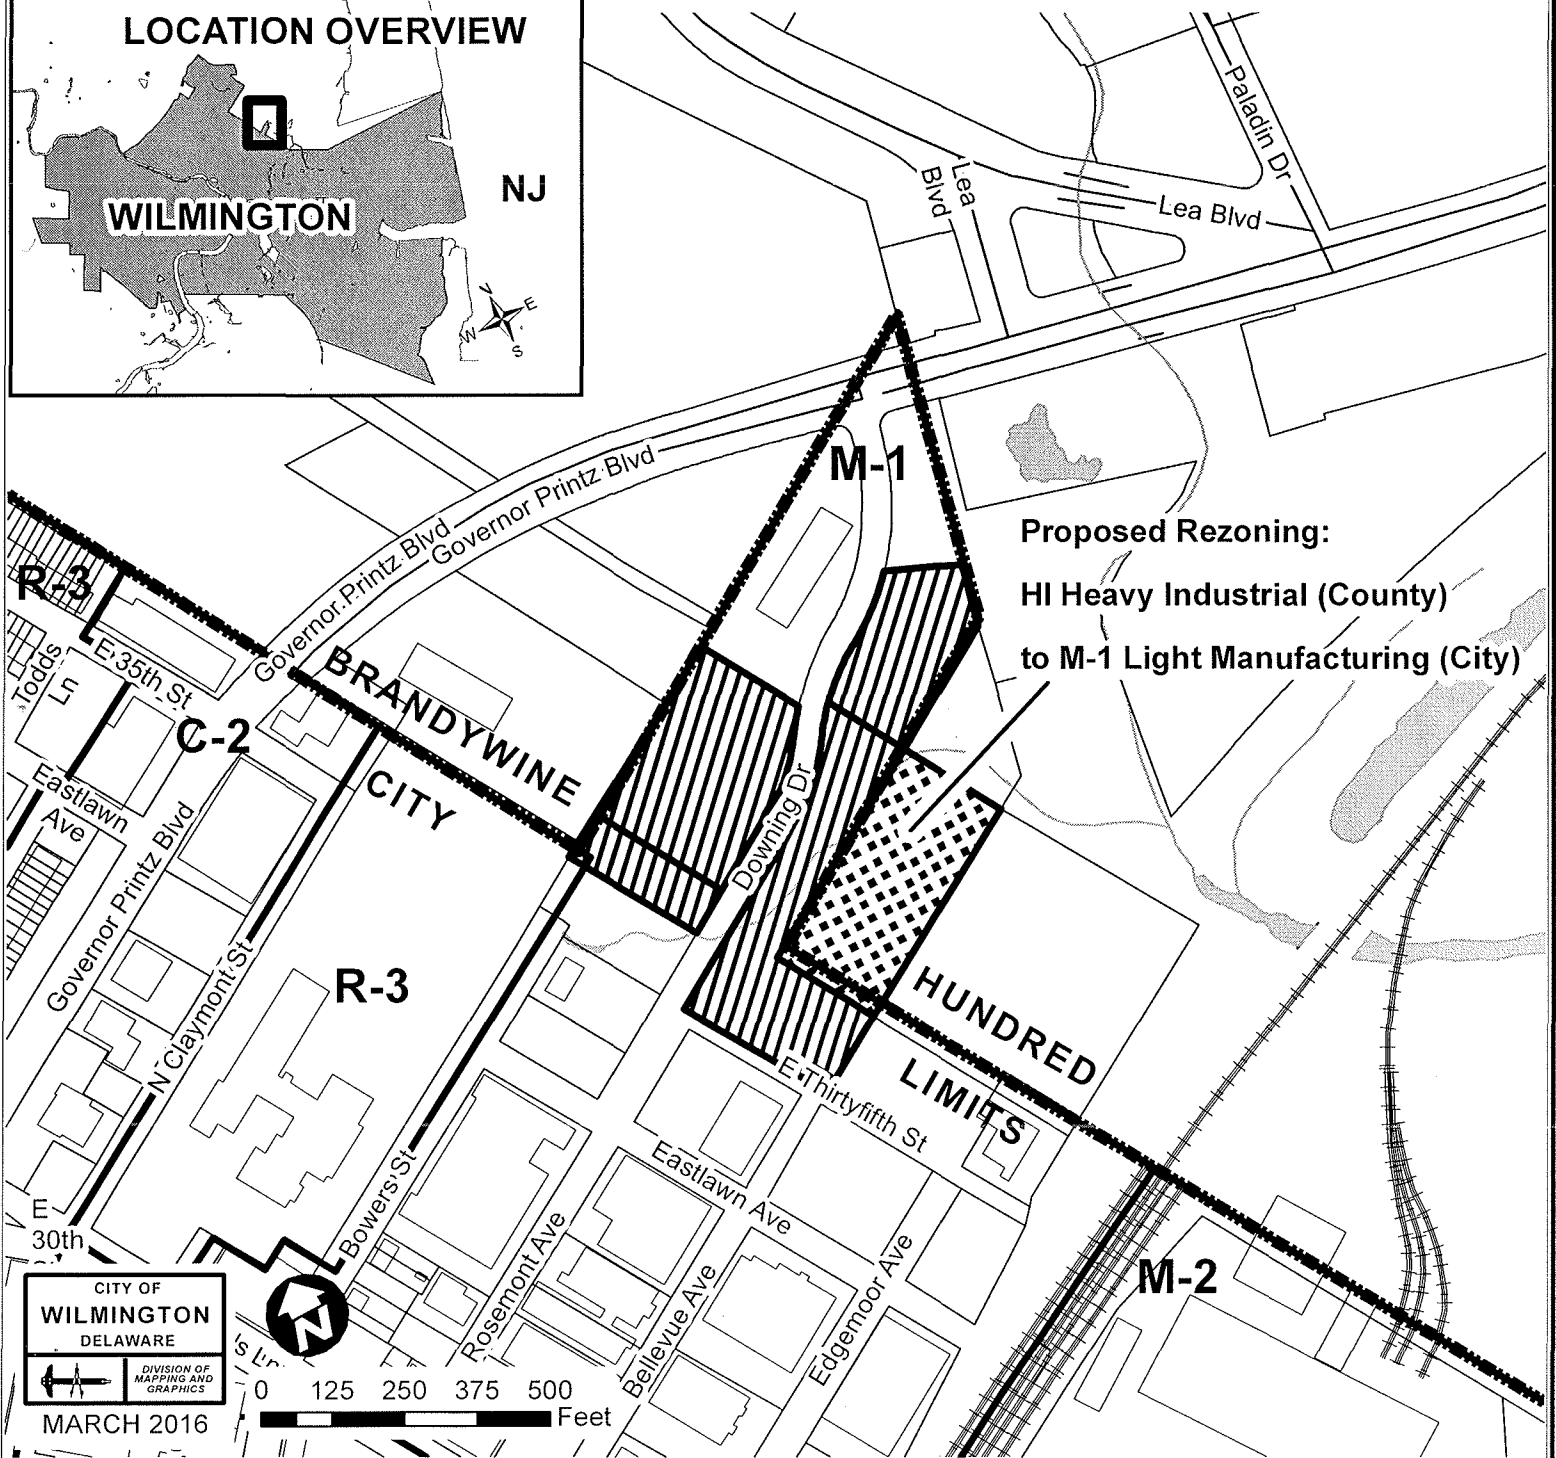 LOCATION OVERVIEW
NJ
WILMINGTON
E
W
S
Paladin Dr
Lea
Blvd
Lea Blvd
M-1
Governor Printz Blvd
Governor Printz Blvd
Proposed Rezoning:
HI Heavy Industrial (County)
to M-1 Light Manufacturing (City)
R-3
E 35th St
Todds
Ln
Governor Printz Blvd
BRANDYWINE
C-2
CITY
Eastlawn
Ave
Downing Dr
Governor Printz Blvd
N Claymont St
R-3
HUNDRED
LIMITS
E Thirtyfifth St
Eastlawn Ave
Bowers St
Rosemont Ave
Bellevue Ave
Edgemoor Ave
M-2
E
30th
CITY OF
WILMINGTON
DELAWARE
DIVISION OF
MAPPING AND
GRAPHICS
MARCH 2016
N
0 125 250 375 500
Feet